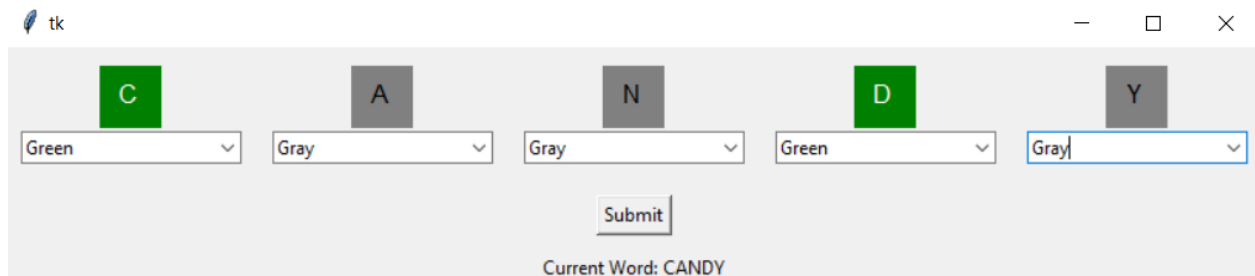 tk
C A N D Y
Green Gray Gray Green Gray
Submit
Current Word: CANDY